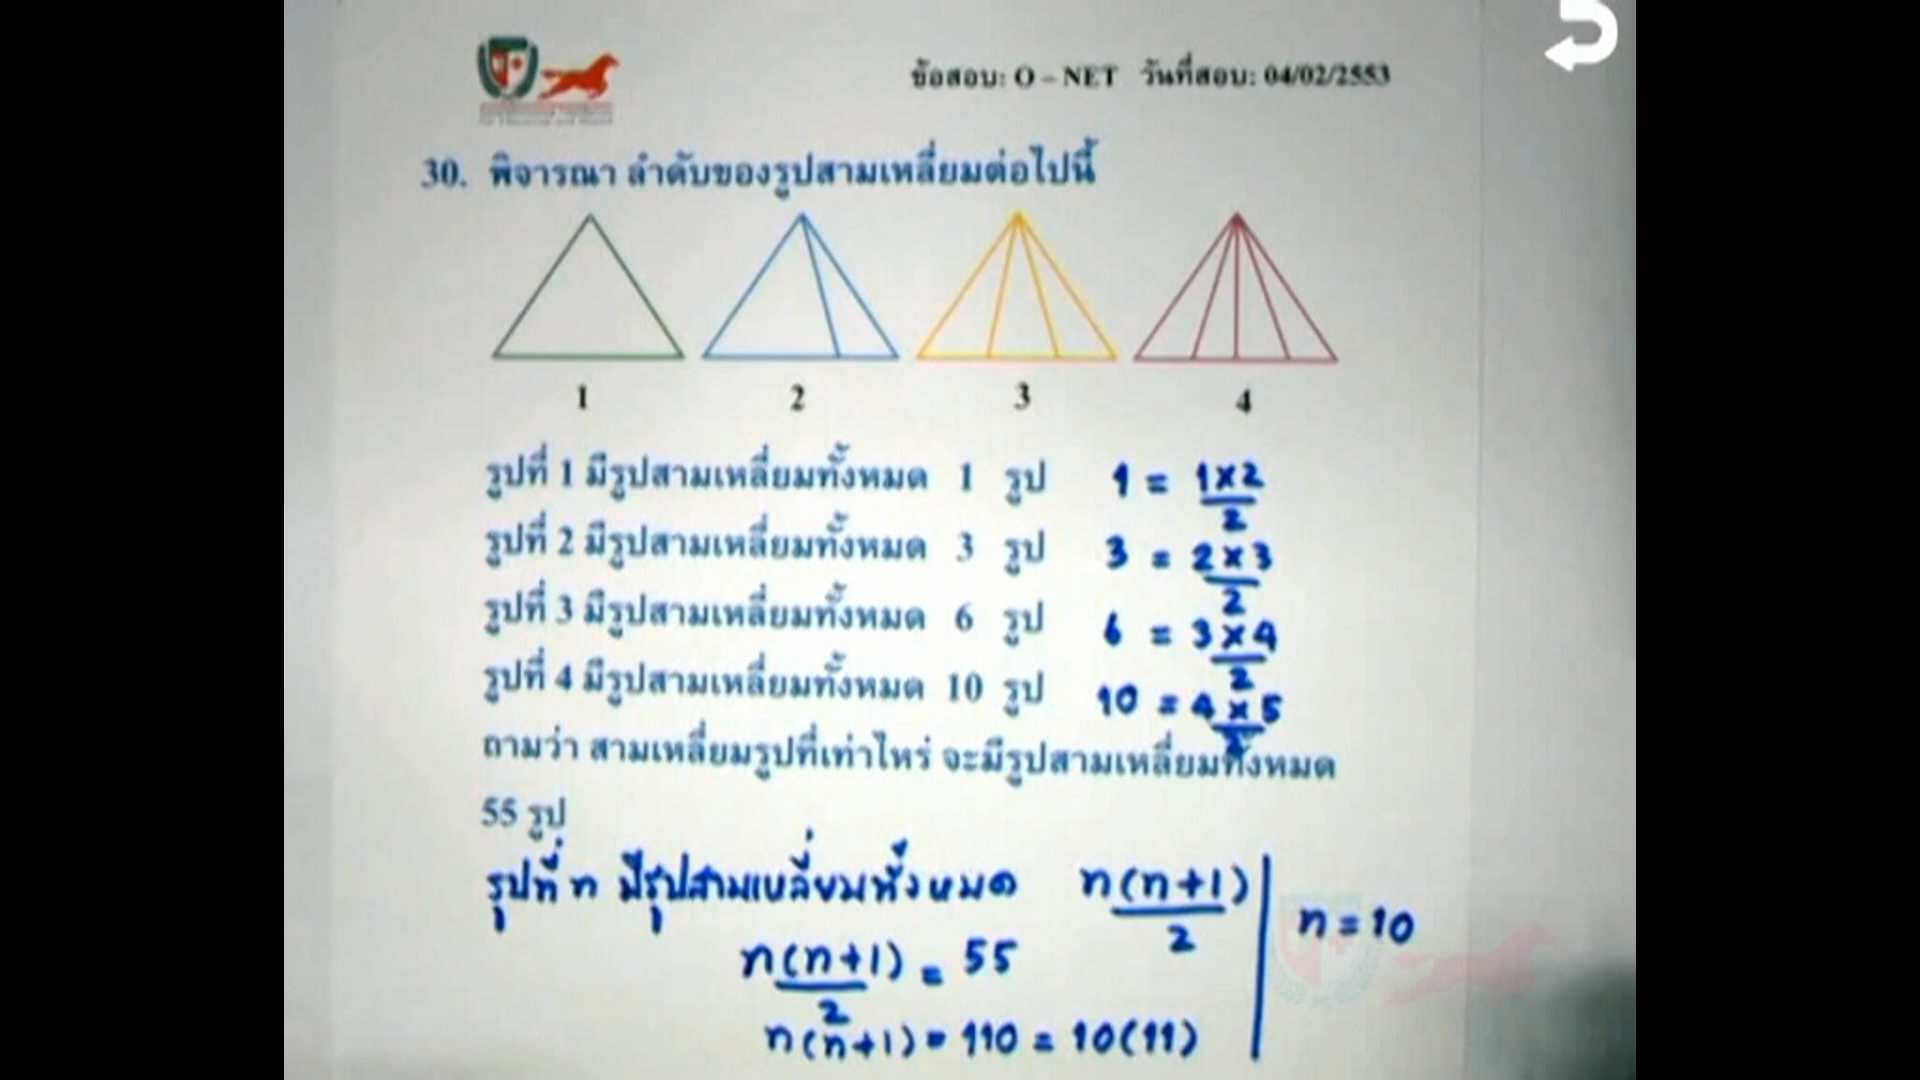 ข้อสอบ: O – NET วันที่สอบ: 04/02/2553
30. พิจารณา ลำดับของรูปสามเหลี่ยมต่อไปนี้
1 2 3 4
รูปที่ 1 มีรูปสามเหลี่ยมทั้งหมด 1 รูป 1 = 1×2/2
รูปที่ 2 มีรูปสามเหลี่ยมทั้งหมด 3 รูป 3 = 2×3/2
รูปที่ 3 มีรูปสามเหลี่ยมทั้งหมด 6 รูป 6 = 3×4/2
รูปที่ 4 มีรูปสามเหลี่ยมทั้งหมด 10 รูป 10 = 4×5/2
ถามว่า สามเหลี่ยมรูปที่เท่าไหร่ จะมีรูปสามเหลี่ยมทั้งหมด
55 รูป
รูปที่ n มีรูปสามเหลี่ยมทั้งหมด n(n+1)/2
n(n+1)/2 = 55
n(n+1) = 110 = 10(11)
n = 10